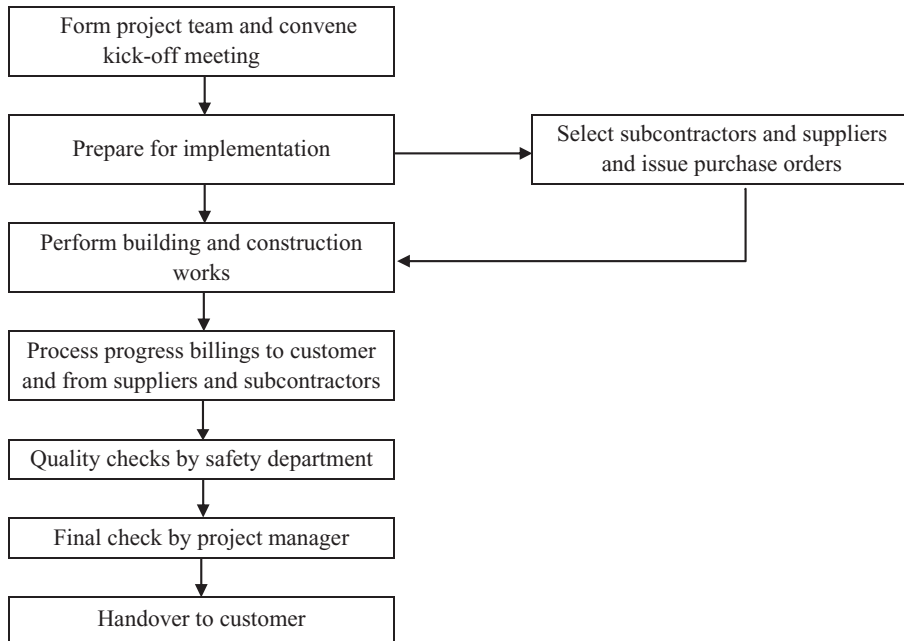 Form project team and convene
kick-off meeting
Prepare for implementation
Select subcontractors and suppliers
and issue purchase orders
Perform building and construction
works
Process progress billings to customer
and from suppliers and subcontractors
Quality checks by safety department
Final check by project manager
Handover to customer